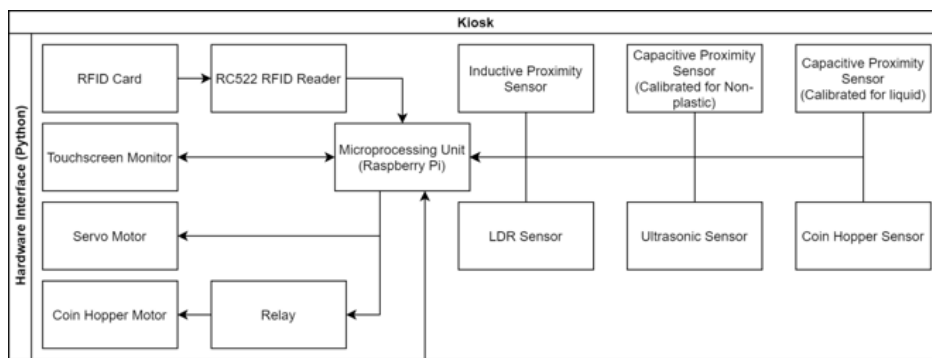 Kiosk
Hardware Interface (Python)
RFID Card
RC522 RFID Reader
Inductive Proximity
Sensor
Capacitive Proximity
Sensor
(Calibrated for Non-
plastic)
Capacitive Proximity
Sensor
(Calibrated for liquid)
Touchscreen Monitor
Microprocessing Unit
(Raspberry Pi)
Servo Motor
LDR Sensor
Ultrasonic Sensor
Coin Hopper Sensor
Coin Hopper Motor
Relay